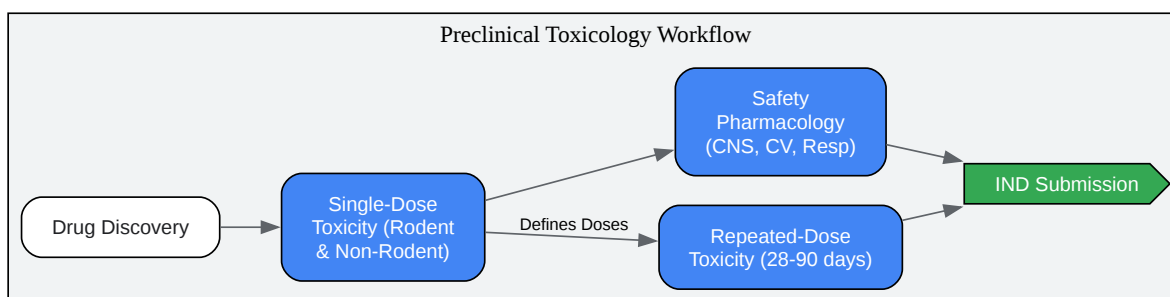 Preclinical Toxicology Workflow
Safety
Pharmacology
(CNS, CV, Resp)
IND Submission
Drug Discovery
Single-Dose
Toxicity (Rodent
& Non-Rodent)
Defines Doses
Repeated-Dose
Toxicity (28-90 days)